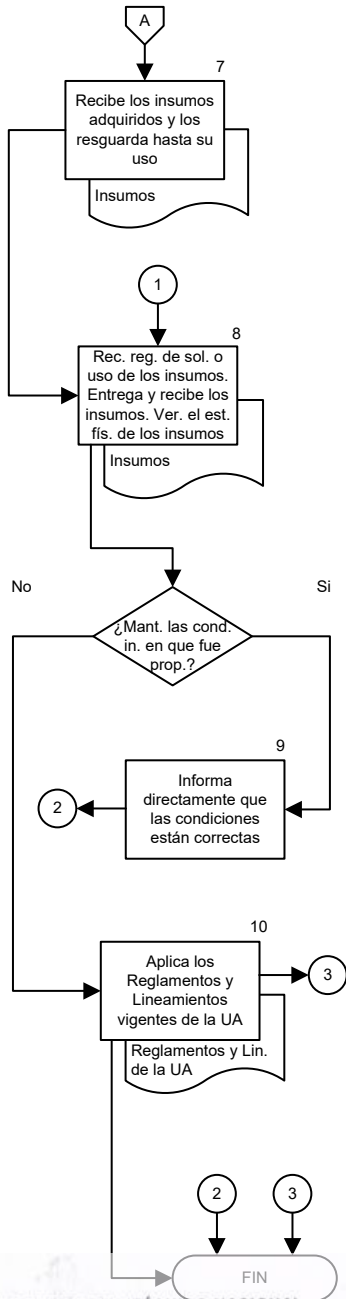 A
7
Recibe los insumos
adquiridos y los
resguarda hasta su
uso
Insumos
1
8
Rec. reg. de sol. o
uso de los insumos.
Entrega y recibe los
insumos. Ver. el est.
fís. de los insumos
Insumos
No
Si
¿Mant. las cond.
in. en que fue
prop.?
9
Informa
directamente que
las condiciones
están correctas
2
10
Aplica los
Reglamentos y
Lineamientos
vigentes de la UA
3
Reglamentos y Lin.
de la UA
2
3
FIN